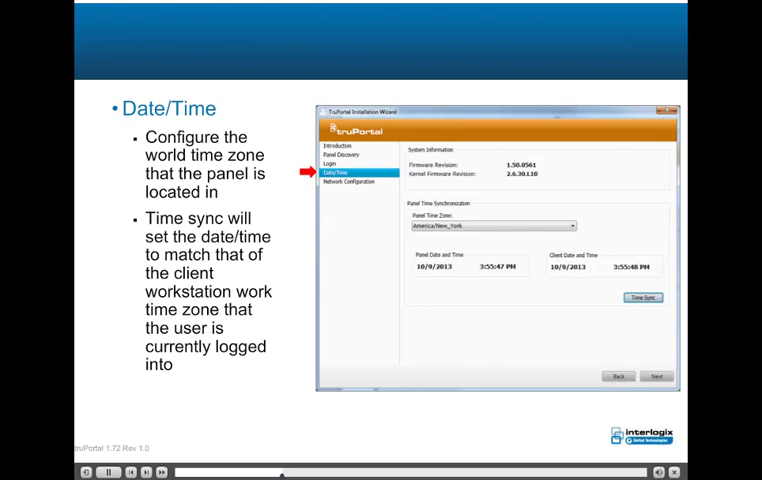 • Date/Time
▪ Configure the
world time zone
that the panel is
located in
▪ Time sync will
set the date/time
to match that of
the client
workstation work
time zone that
the user is
currently logged
into
TruPortal Installation Wizard
truPortal
Introduction
Panel Discovery
Login
Date/Time
Network Configuration
System Information
Firmware Revision: 1.50.0561
Kernel Firmware Revision: 2.6.30.L10
Panel Time Synchronization
Panel Time Zone:
America/New_York
Panel Date and Time
10/9/2013 3:55:47 PM
Client Date and Time
10/9/2013 3:55:48 PM
Time Sync
Back Next
interlogix
truPortal 1.72 Rev 1.0